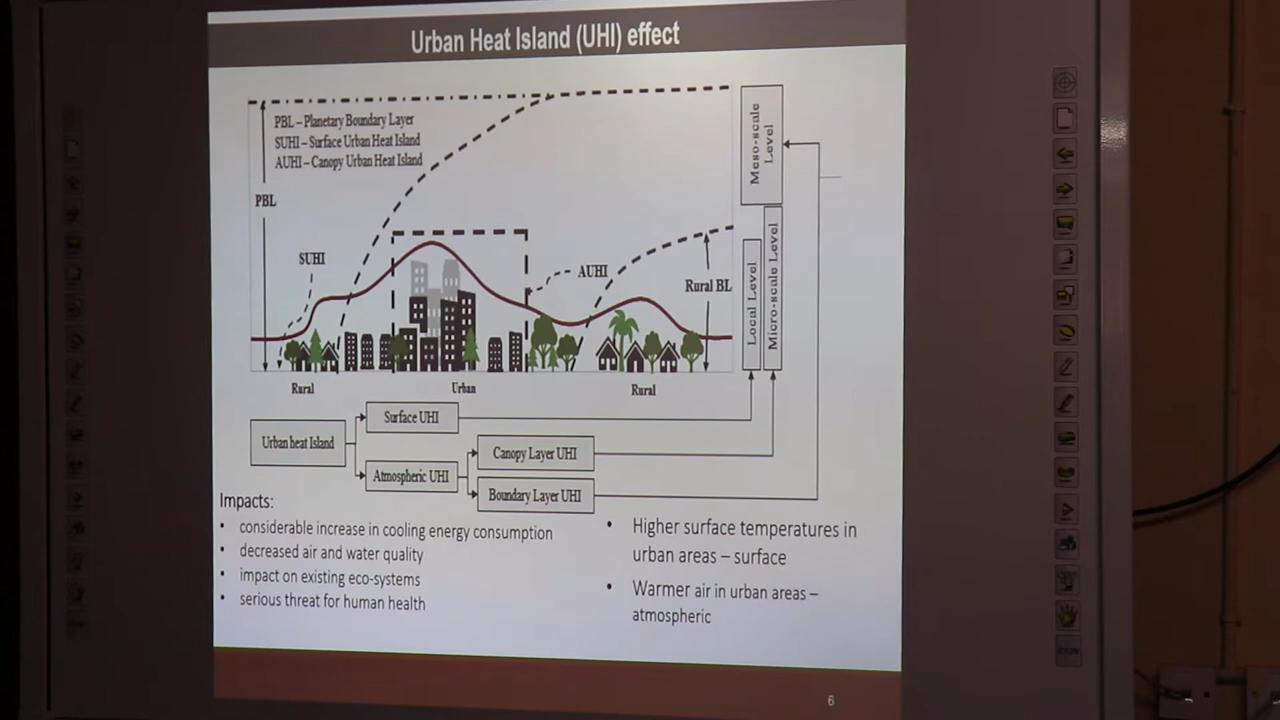 Urban Heat Island (UHI) effect
PBL – Planetary Boundary Layer
SUHI – Surface Urban Heat Island
AUHI – Canopy Urban Heat Island
PBL
SUHI
AUHI
Rural BL
Meso-scale
Level
Local Level
Micro-scale Level
Rural
Urban
Rural
Urban heat Island
Surface UHI
Atmospheric UHI
Canopy Layer UHI
Boundary Layer UHI
Impacts:
• considerable increase in cooling energy consumption
• decreased air and water quality
• impact on existing eco-systems
• serious threat for human health
• Higher surface temperatures in
urban areas – surface
• Warmer air in urban areas –
atmospheric
6